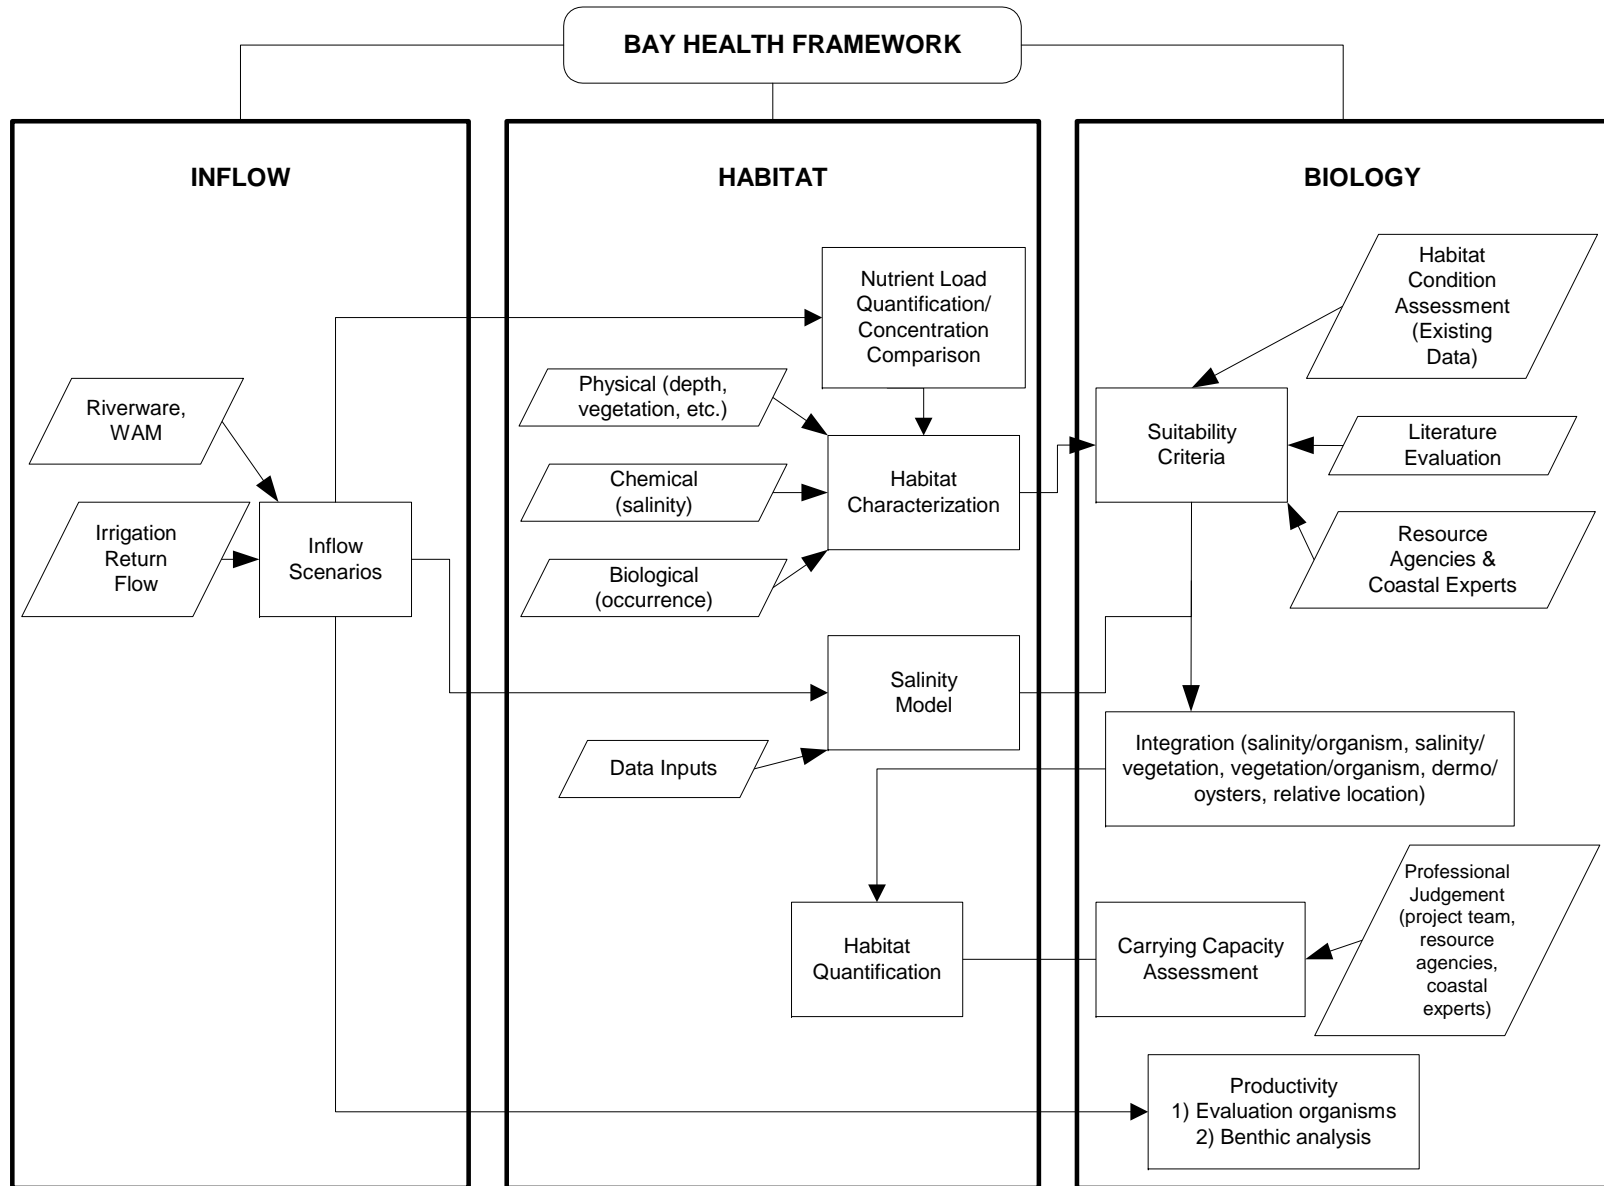 BAY HEALTH FRAMEWORK
INFLOW
Riverware,
WAM
Irrigation
Return
Flow
Inflow
Scenarios
HABITAT
Nutrient Load
Quantification/
Concentration
Comparison
Physical (depth,
vegetation, etc.)
Chemical
(salinity)
Biological
(occurrence)
Habitat
Characterization
Salinity
Model
Data Inputs
Habitat
Quantification
BIOLOGY
Habitat
Condition
Assessment
(Existing
Data)
Suitability
Criteria
Literature
Evaluation
Resource
Agencies &
Coastal Experts
Integration (salinity/organism, salinity/
vegetation, vegetation/organism, dermo/
oysters, relative location)
Carrying Capacity
Assessment
Professional
Judgement
(project team,
resource
agencies,
coastal
experts)
Productivity
1) Evaluation organisms
2) Benthic analysis